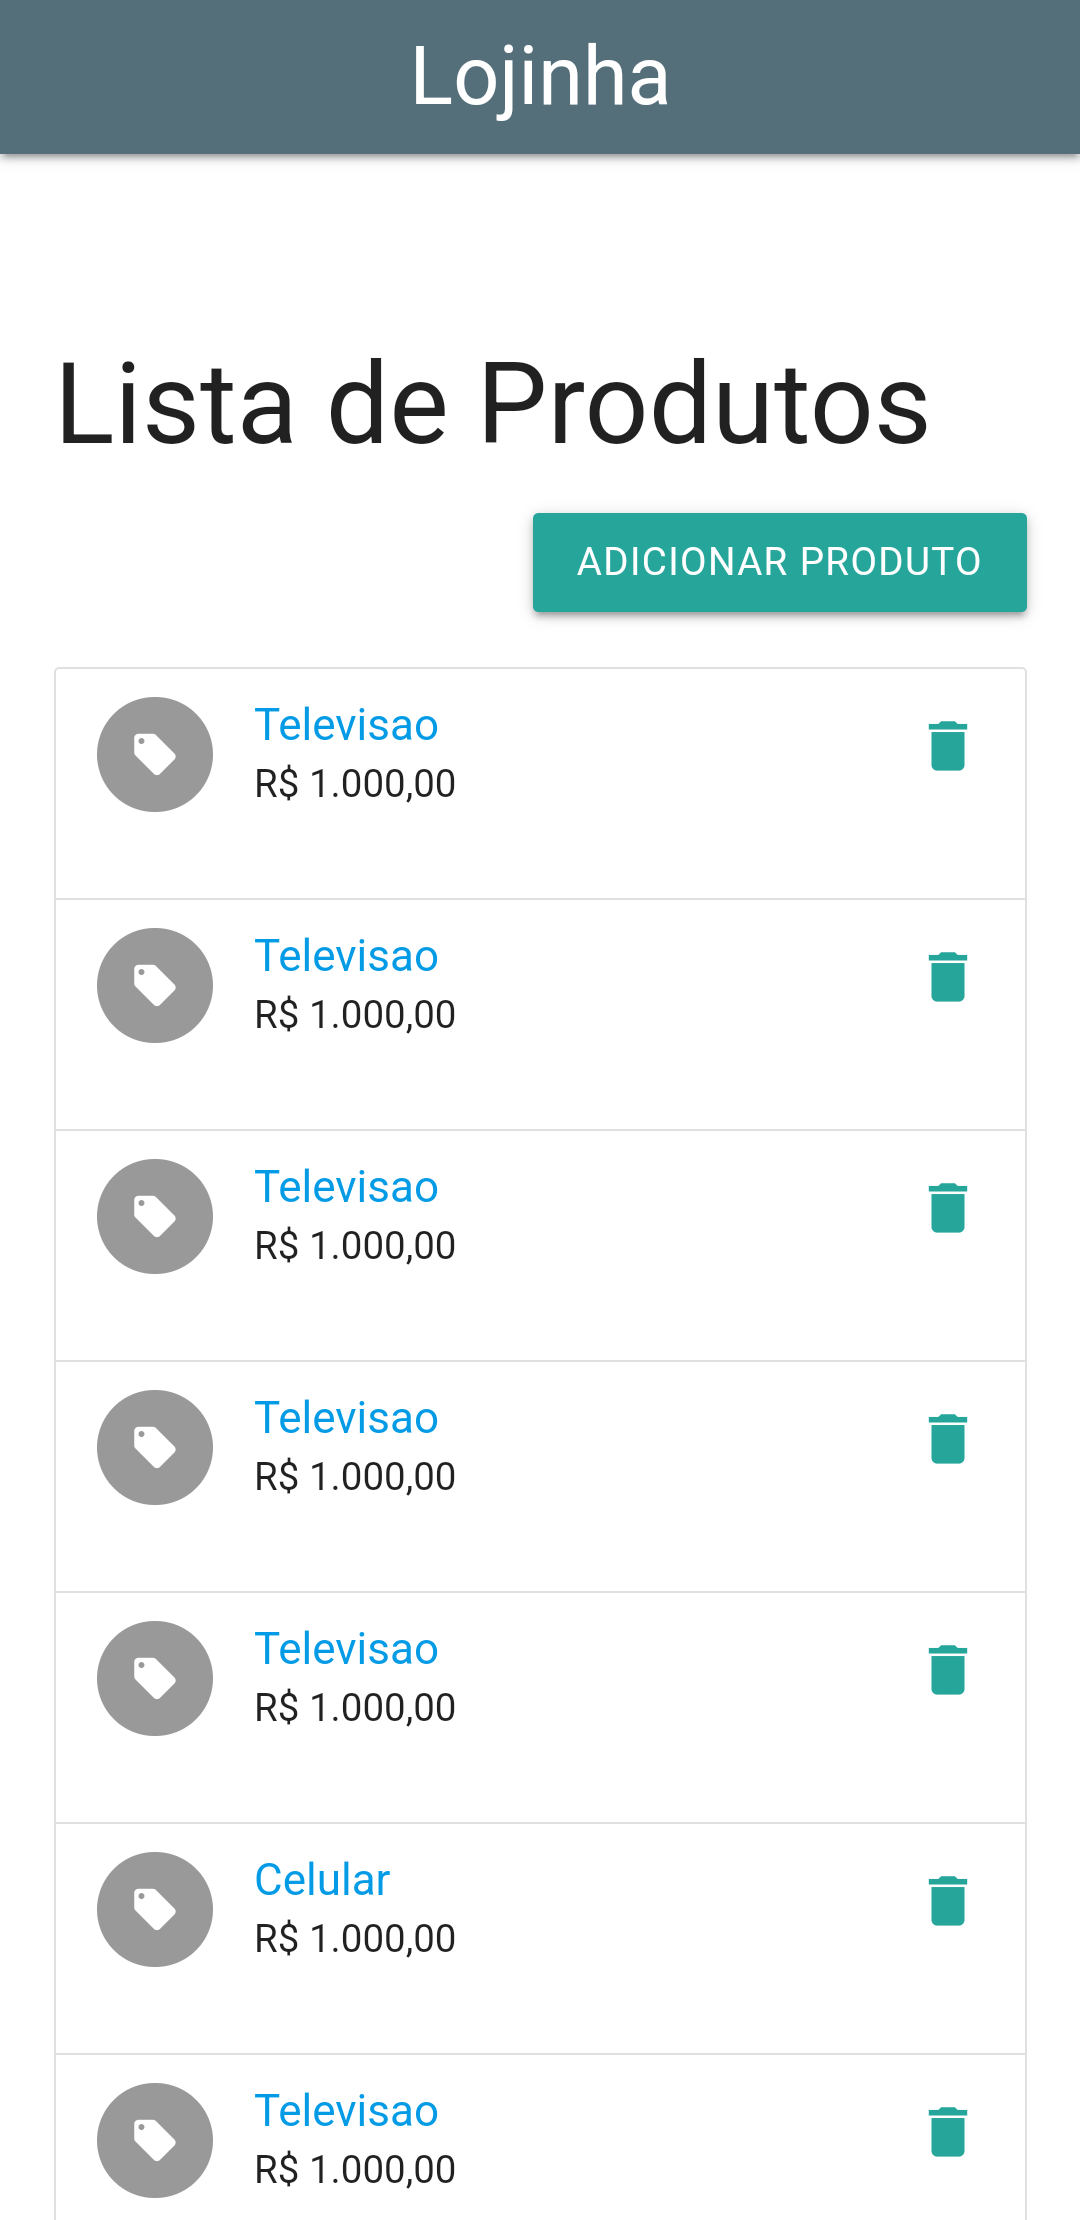 Lojinha
Lista de Produtos
ADICIONAR PRODUTO
Televisao
R$ 1.000,00
Televisao
R$ 1.000,00
Televisao
R$ 1.000,00
Televisao
R$ 1.000,00
Televisao
R$ 1.000,00
Celular
R$ 1.000,00
Televisao
R$ 1.000,00